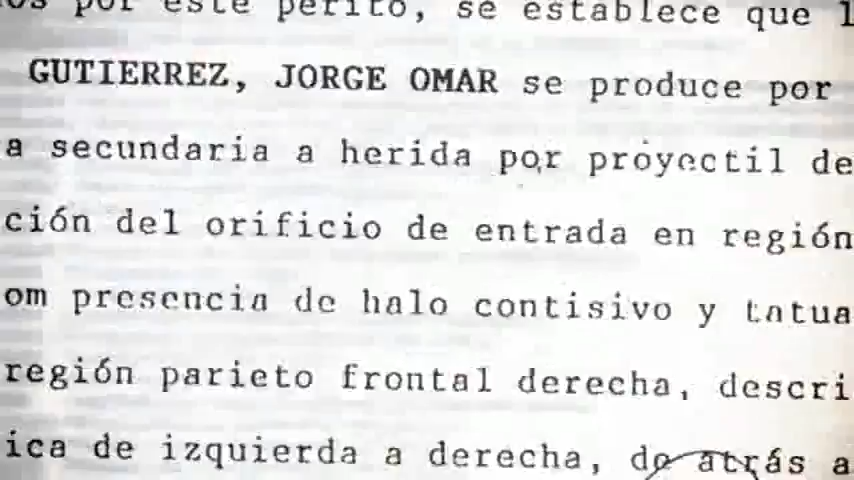 por este perito, se establece que l
GUTIERREZ, JORGE OMAR se produce por
a secundaria a herida por proyectil de
ción del orificio de entrada en región
om presencia de halo contisivo y tatua
región parieto frontal derecha, descri
ica de izquierda a derecha, de atrás a